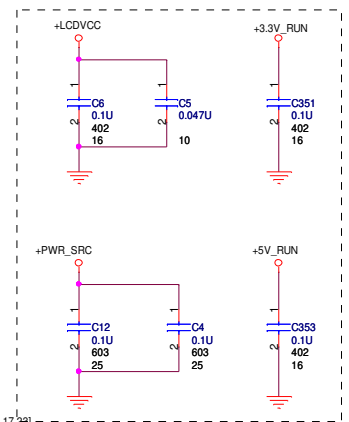 +LCDVCC
+3.3V_RUN
1
C6
0.1U
2
402
16
1
C5
0.047U
2
10
1
C351
0.1U
2
402
16
+PWR_SRC
+5V_RUN
1
C12
0.1U
2
603
25
1
C4
0.1U
2
603
25
1
C353
0.1U
2
402
16